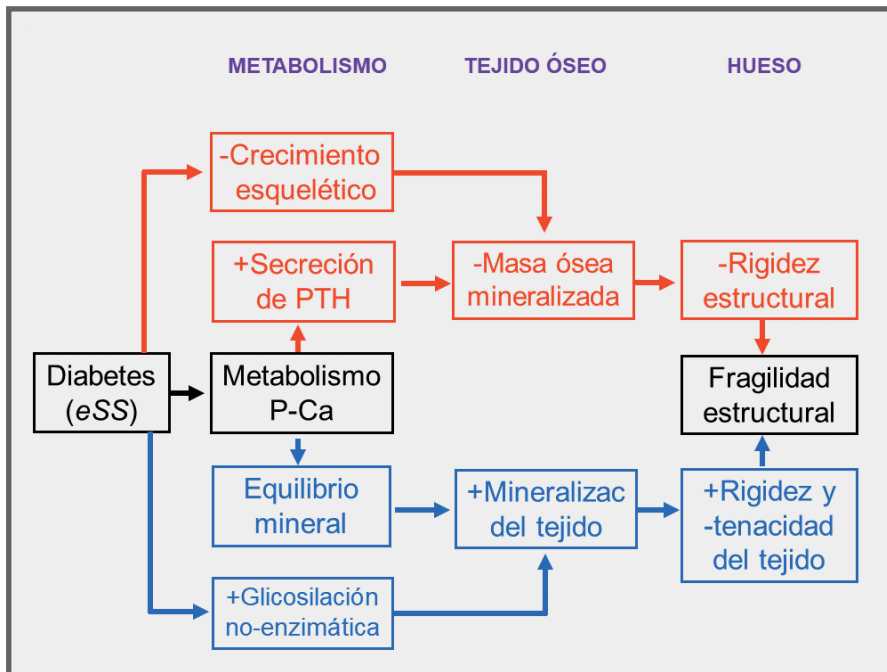 METABOLISMO
TEJIDO ÓSEO
HUESO
-Crecimiento
esquelético
+Secreción
de PTH
-Masa ósea
mineralizada
-Rigidez
estructural
Diabetes
(eSS)
Metabolismo
P-Ca
Fragilidad
estructural
Equilibrio
mineral
+Mineralizac
del tejido
+Rigidez y
-tenacidad
del tejido
+Glicosilación
no-enzimática